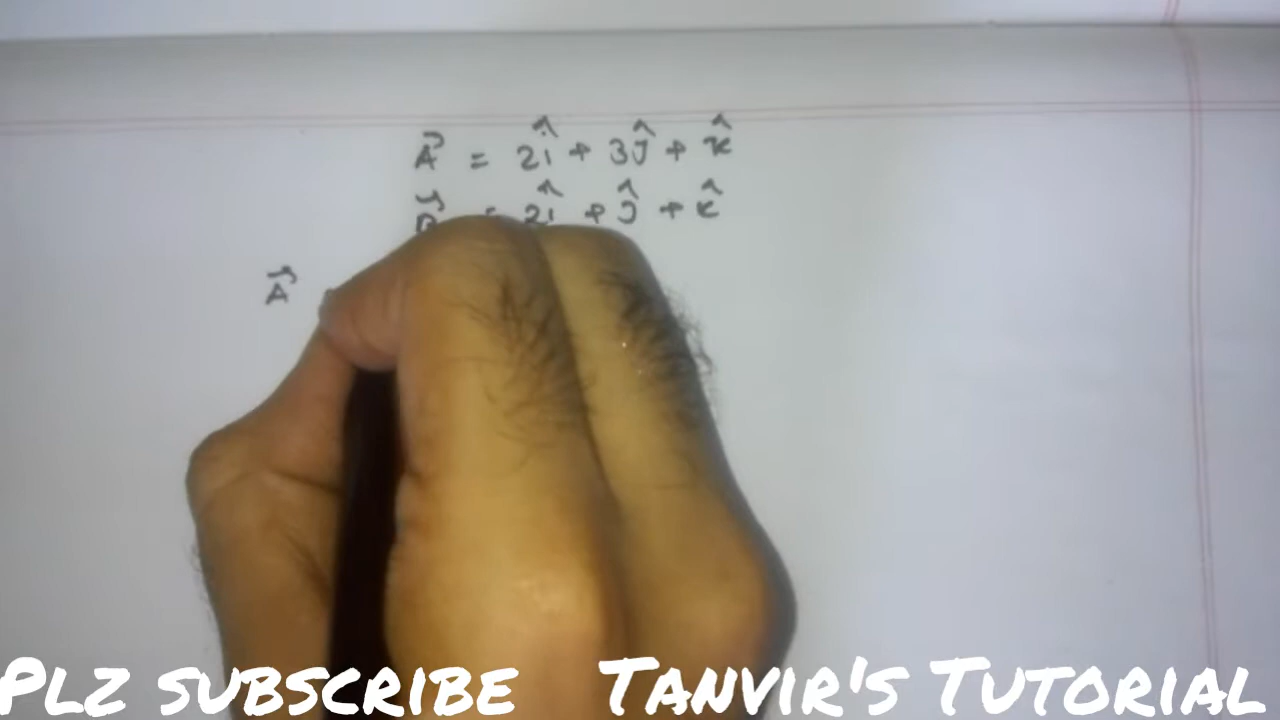 A⃗ = 2î + 3ĵ + k̂
B⃗ = 2î + ĵ + k̂
A⃗
Plz subscribe Tanvir's Tutorial